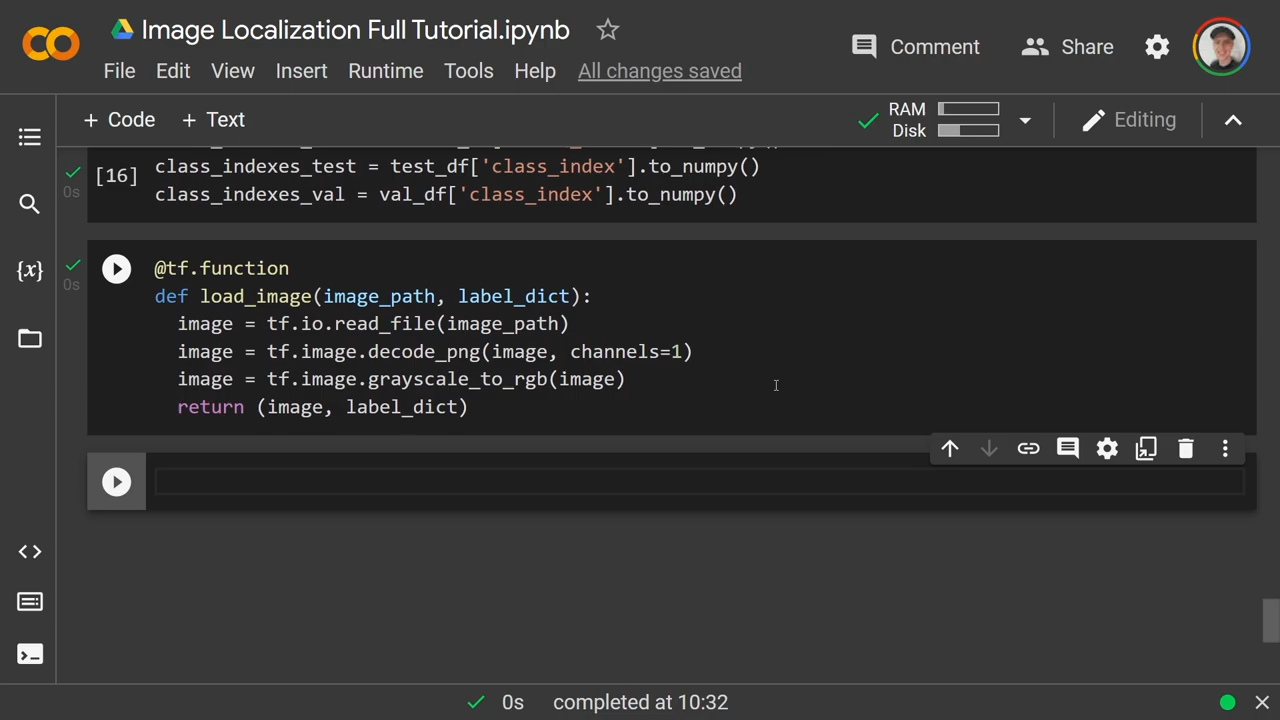 Image Localization Full Tutorial.ipynb
Comment
Share
File Edit View Insert Runtime Tools Help All changes saved
+ Code + Text
RAM
Disk
Editing
[16]
0s
class_indexes_test = test_df['class_index'].to_numpy()
class_indexes_val = val_df['class_index'].to_numpy()
{x}
0s
@tf.function
def load_image(image_path, label_dict):
image = tf.io.read_file(image_path)
image = tf.image.decode_png(image, channels=1)
image = tf.image.grayscale_to_rgb(image)
return (image, label_dict)
0s completed at 10:32